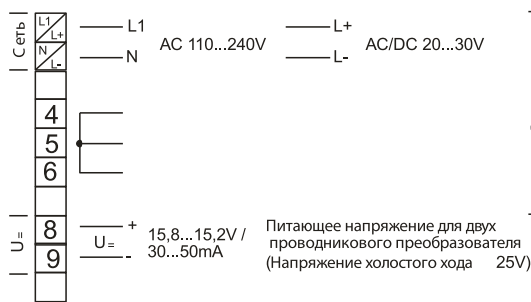 Сеть
L1
L+
N
L-
L1
N
AC 110...240V
L+
L-
AC/DC 20...30V
4
5
6
U=
8
9
+
U=
-
15,8...15,2V /
30...50mA
Питающее напряжение для двух
проводникового преобразователя
(Напряжение холостого хода 25V)